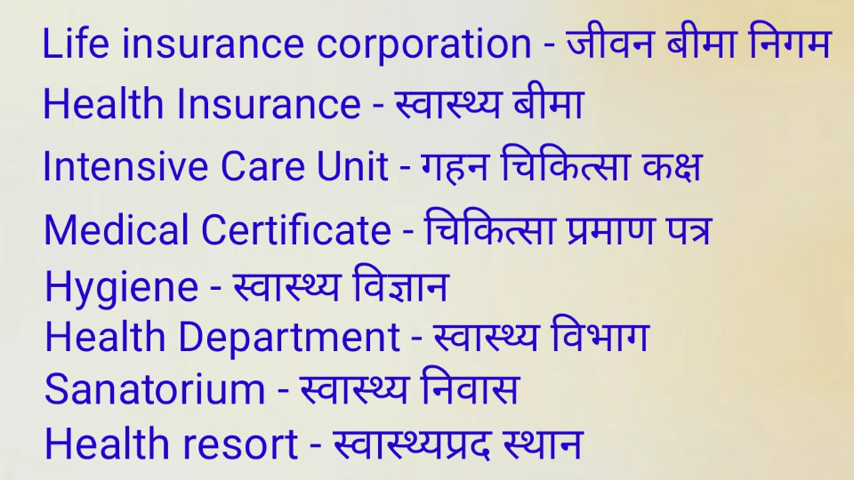 Life insurance corporation - जीवन बीमा निगम
Health Insurance - स्वास्थ्य बीमा
Intensive Care Unit - गहन चिकित्सा कक्ष
Medical Certificate - चिकित्सा प्रमाण पत्र
Hygiene - स्वास्थ्य विज्ञान
Health Department - स्वास्थ्य विभाग
Sanatorium - स्वास्थ्य निवास
Health resort - स्वास्थ्यप्रद स्थान